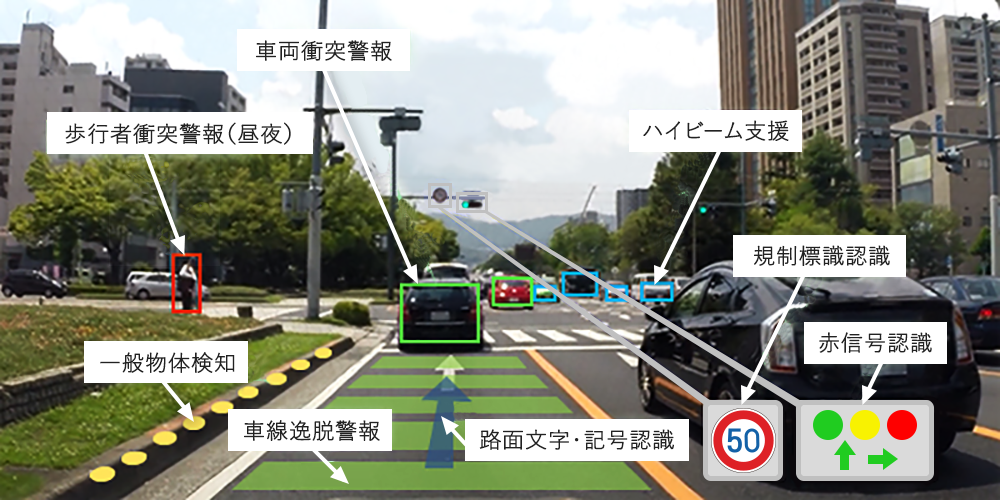 車両衝突警報
歩行者衝突警報（昼夜）
ハイビーム支援
規制標識認識
赤信号認識
一般物体検知
車線逸脱警報
路面文字・記号認識
50